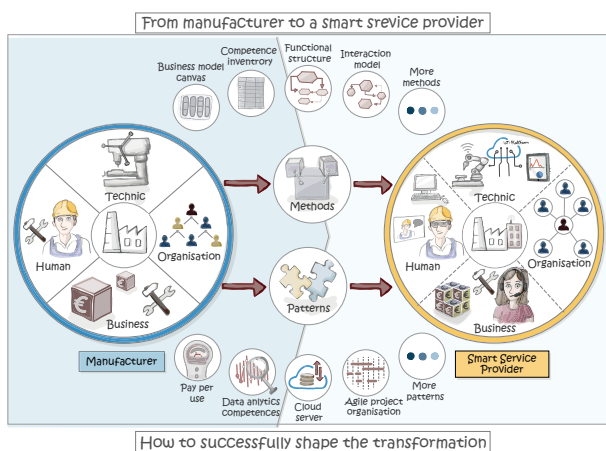 From manufacturer to a smart srevice provider
Business model
canvas
Competence
inventory
Functional
structure
Interaction
model
More
methods
Technic
Human
Organisation
Business
Methods
Patterns
Technic
Human
Organisation
Business
Manufacturer
Smart Service
Provider
Pay per
use
Data anlytics
competences
Cloud
server
Agile project
organisation
More
patterns
How to successfully shape the transformation